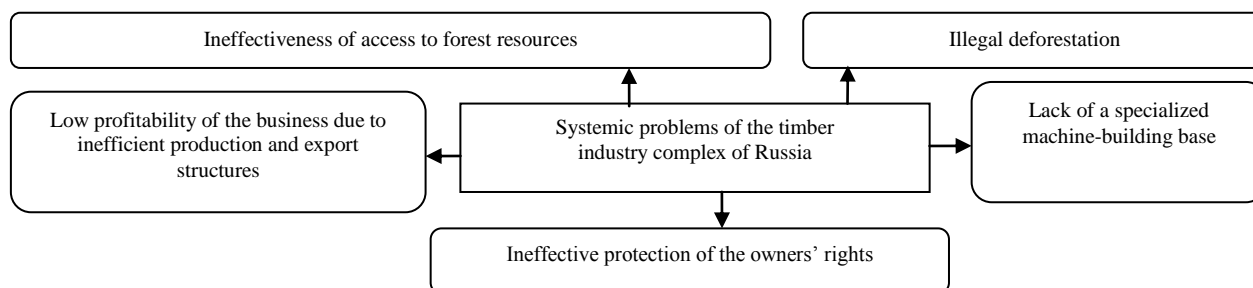 Ineffectiveness of access to forest resources
Illegal deforestation
Low profitability of the business due to
inefficient production and export
structures
Systemic problems of the timber
industry complex of Russia
Lack of a specialized
machine-building base
Ineffective protection of the owners' rights